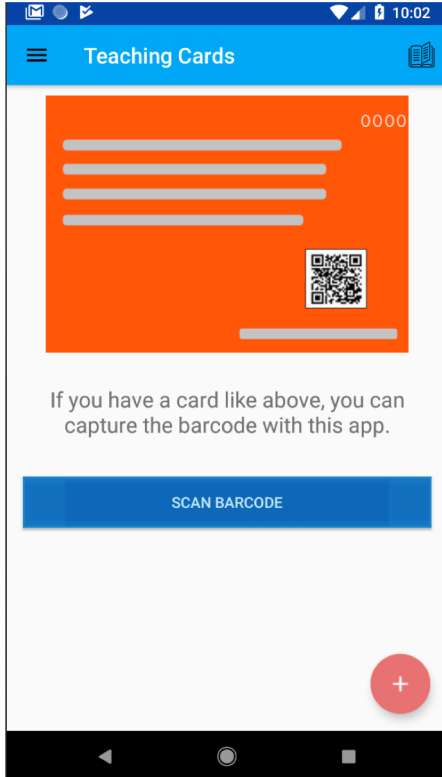 10:02
Teaching Cards
0000
If you have a card like above, you can
capture the barcode with this app.
SCAN BARCODE
+